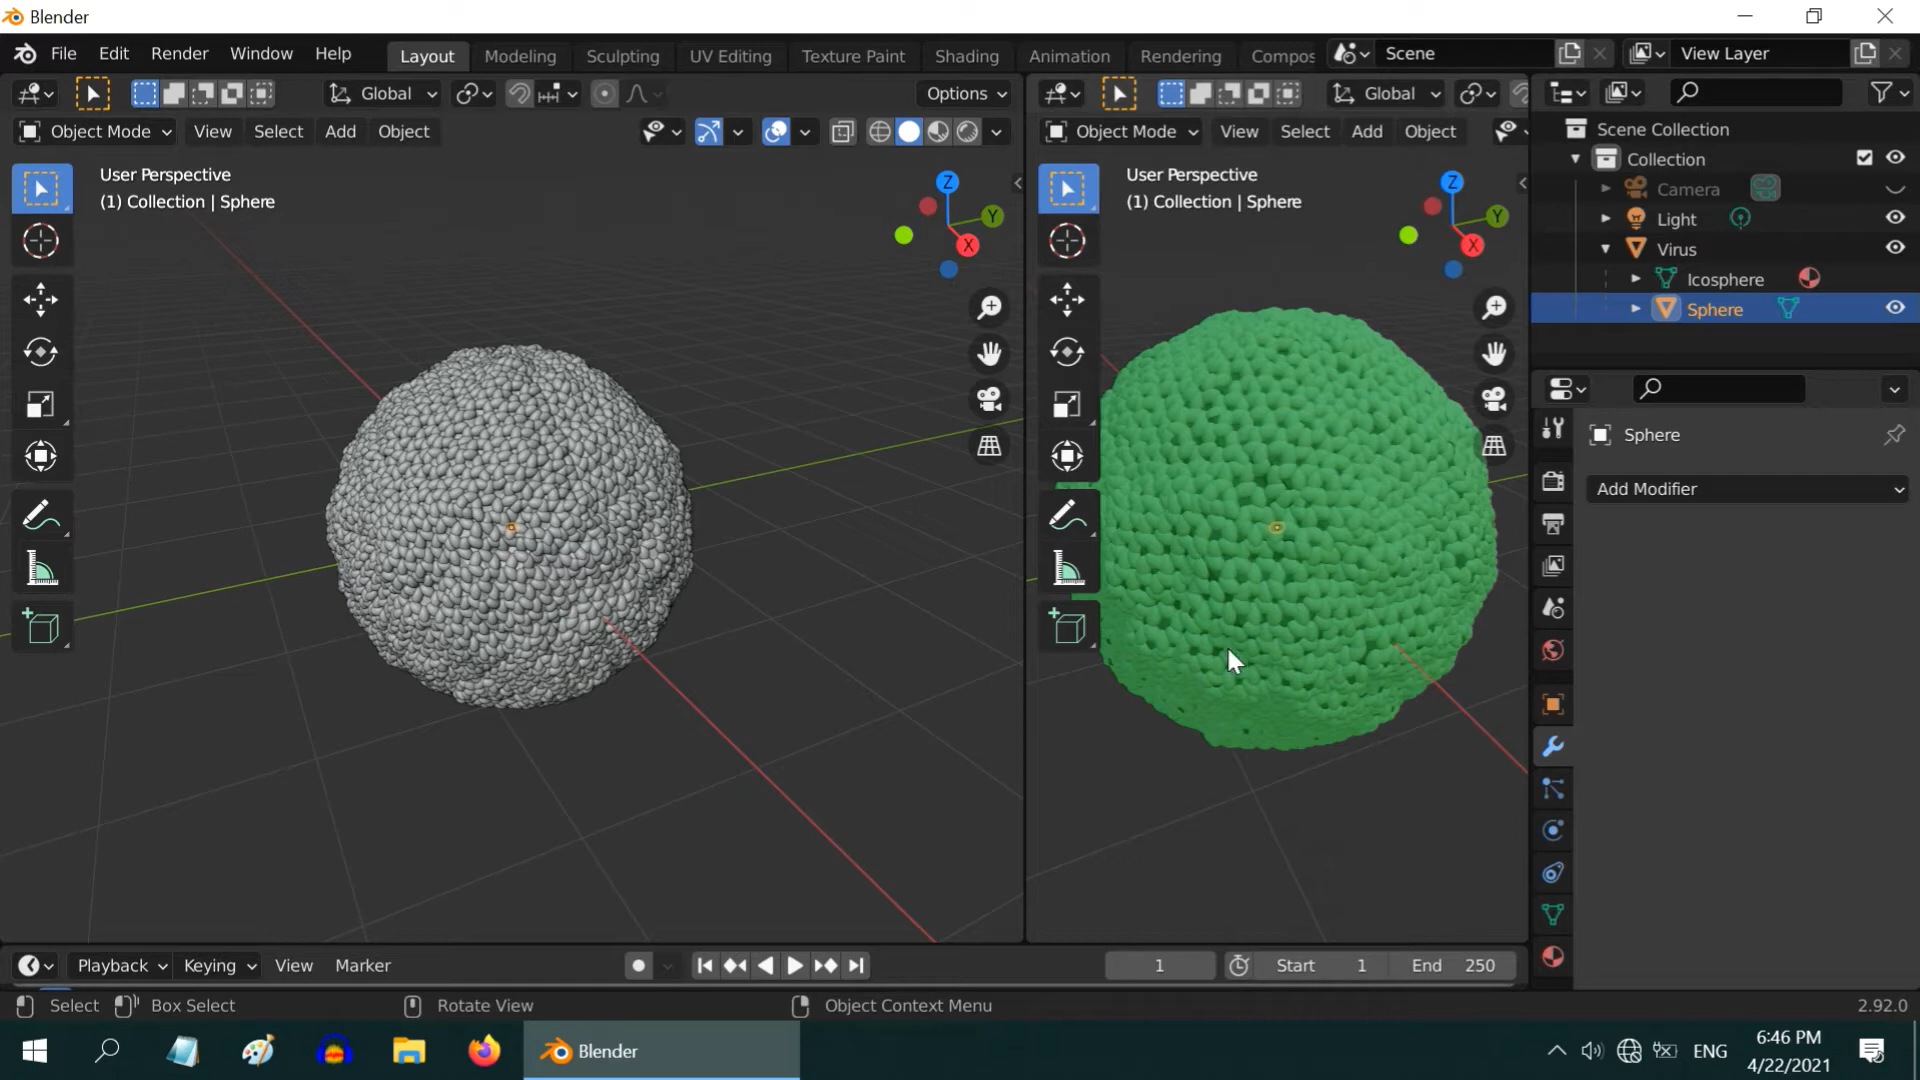 Blender
File Edit Render Window Help Layout Modeling Sculpting UV Editing Texture Paint Shading Animation Rendering Compos Scene View Layer
Global Options Global
Object Mode View Select Add Object Object Mode View Select Add Object
User Perspective
(1) Collection | Sphere
Z
Y
X
User Perspective
(1) Collection | Sphere
Z
Y
X
Scene Collection
Collection
Camera
Light
Virus
Icosphere
Sphere
Sphere
Add Modifier
Playback Keying View Marker 1 Start 1 End 250
Select Box Select Rotate View Object Context Menu 2.92.0
Blender ENG
6:46 PM
4/22/2021